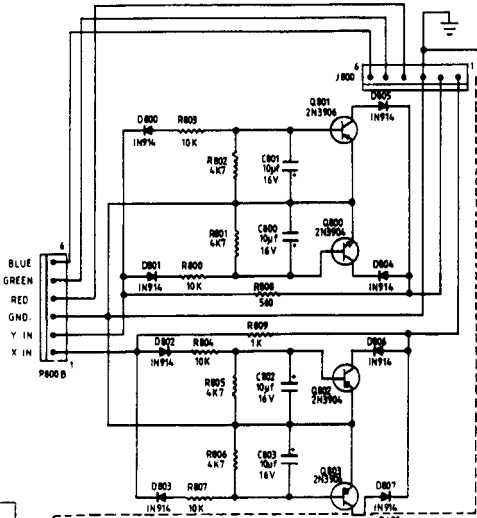 6 1
J800
D805
IN914
Q801
2N3906
D800
IN914
R803
10K
R802
4K7
C801
10µf
16V
R801
4K7
C800
10µf
16V
Q800
2N3904
D801
IN914
R800
10K
D804
IN914
R808
560
6
BLUE
GREEN
RED
GND.
Y IN
X IN
1
P600B
R809
1K
D802
IN914
R804
10K
D806
IN914
R805
4K7
C802
10µf
16V
Q802
2N3904
R806
4K7
C803
10µf
16V
Q803
2N3906
D803
IN914
R807
10K
D807
IN914